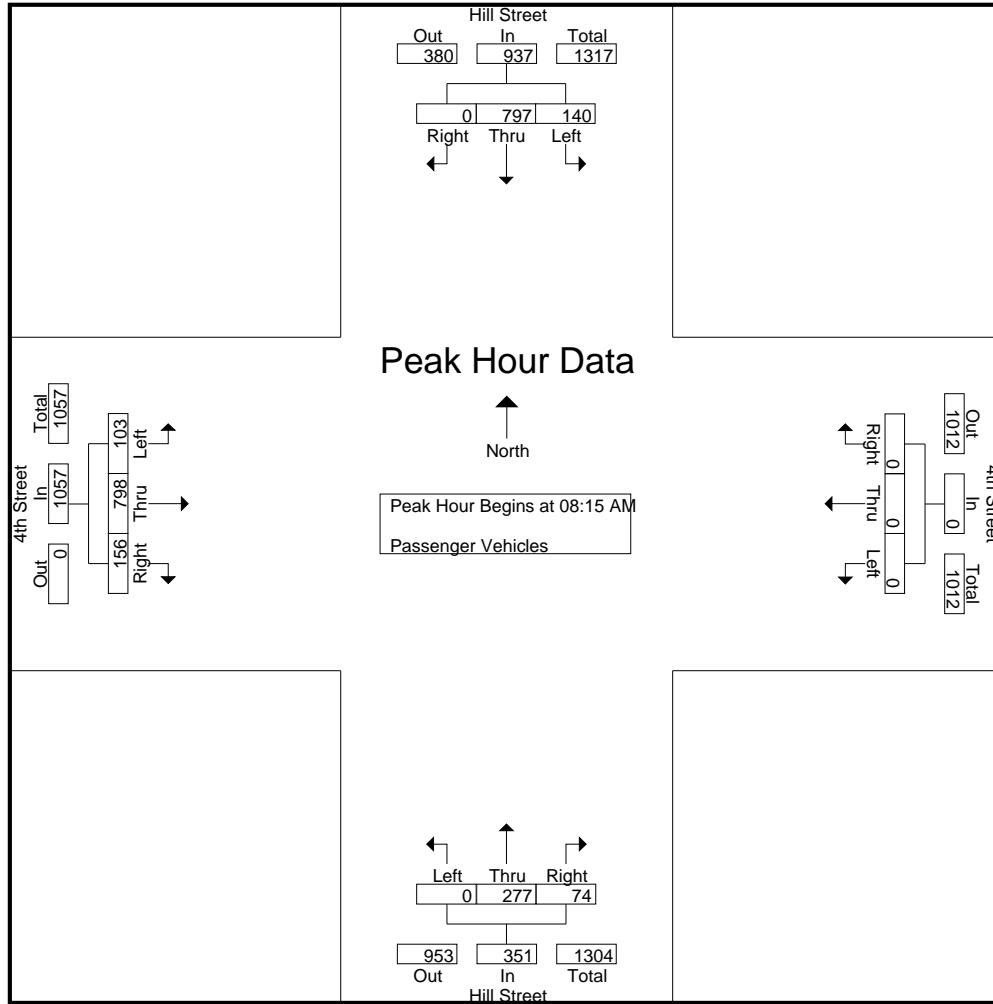 Hill Street
Out In Total
380 937 1317
0 797 140
Right Thru Left
Peak Hour Data
North
Peak Hour Begins at 08:15 AM
Passenger Vehicles
4th Street
Total In Out
1057 1057 0
103 798 156
Left Thru Right
4th Street
Out In Total
1012 0 1012
0 0 0
Right Thru Left
Left Thru Right
0 277 74
953 351 1304
Out In Total
Hill Street